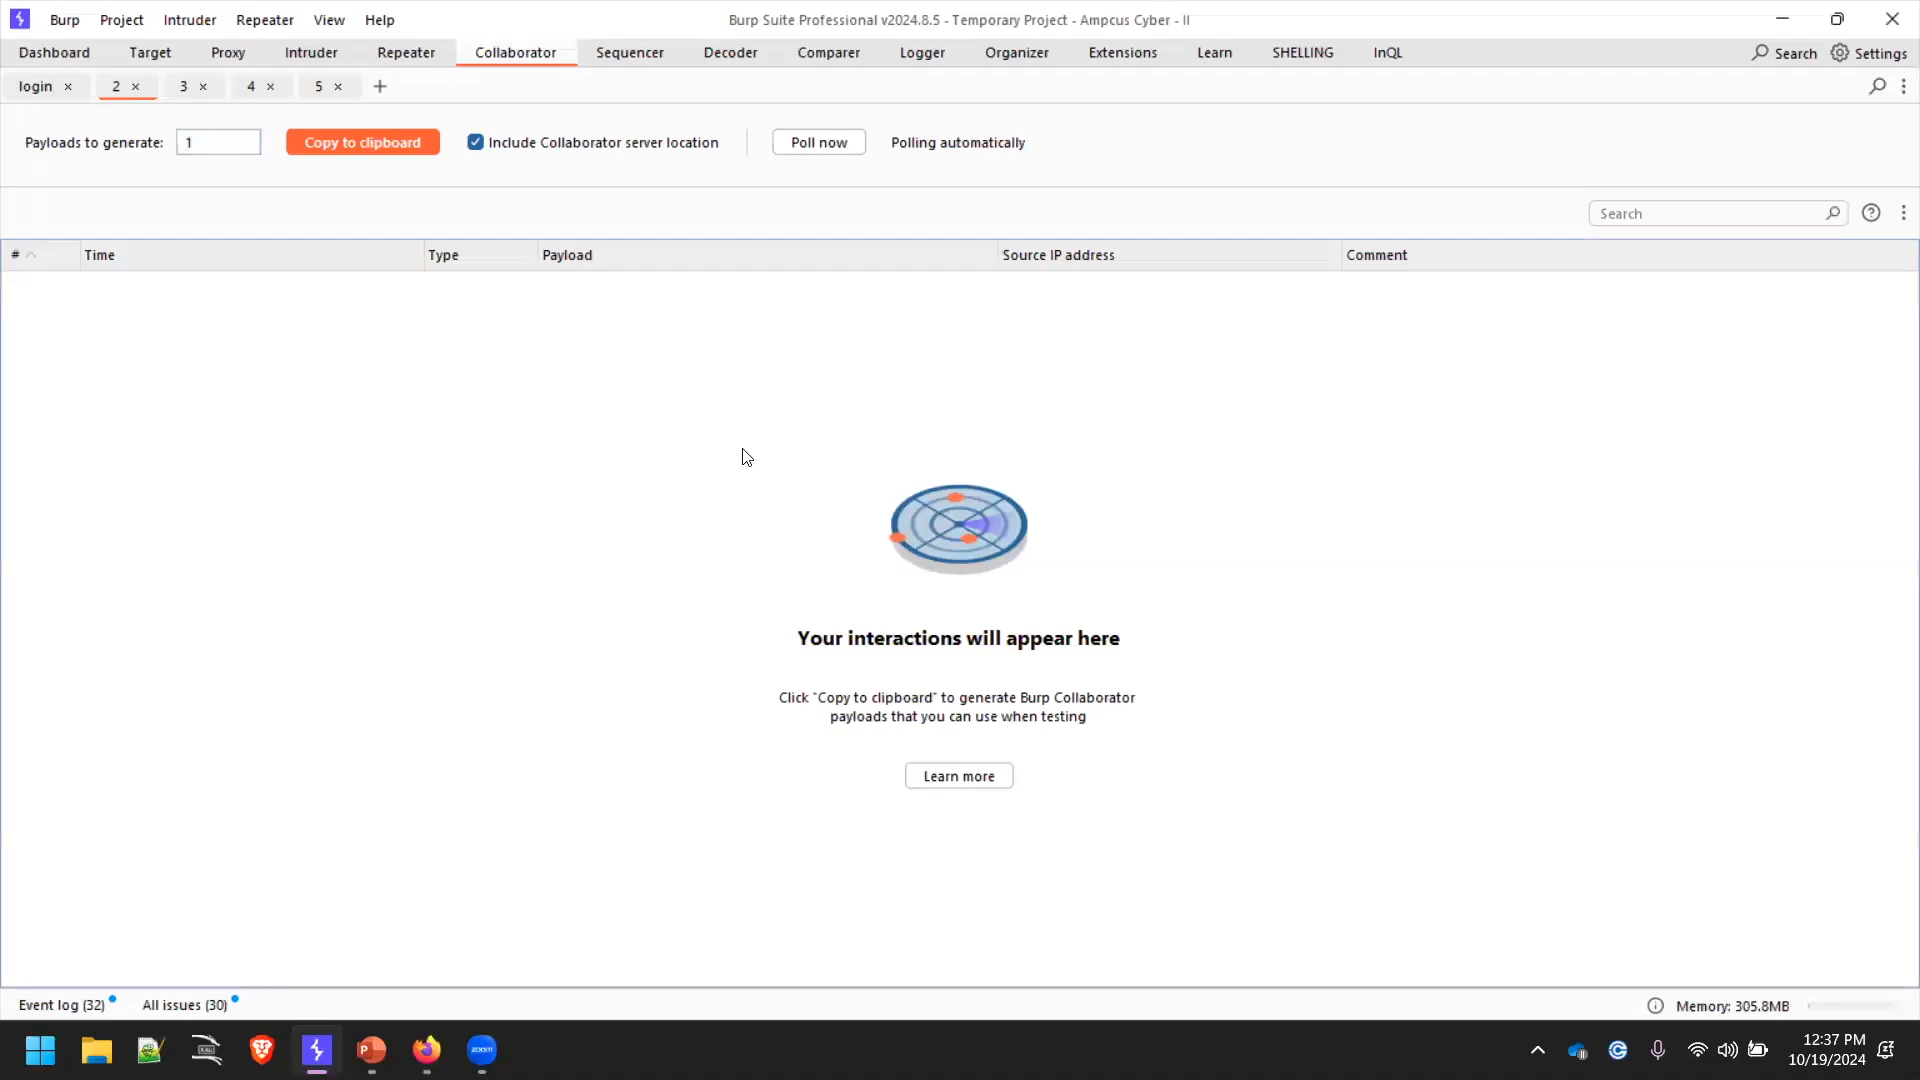 Burp Project Intruder Repeater View Help Burp Suite Professional v2024.8.5 - Temporary Project - Ampcus Cyber - II
Dashboard Target Proxy Intruder Repeater Collaborator Sequencer Decoder Comparer Logger Organizer Extensions Learn SHELLING InQL Search Settings
login × 2 × 3 × 4 × 5 × +
Payloads to generate: 1 Copy to clipboard Include Collaborator server location Poll now Polling automatically
Search
# Time Type Payload Source IP address Comment
Your interactions will appear here
Click "Copy to clipboard" to generate Burp Collaborator
payloads that you can use when testing
Learn more
Event log (32) All issues (30) Memory: 305.8MB
zoom
12:37 PM
10/19/2024